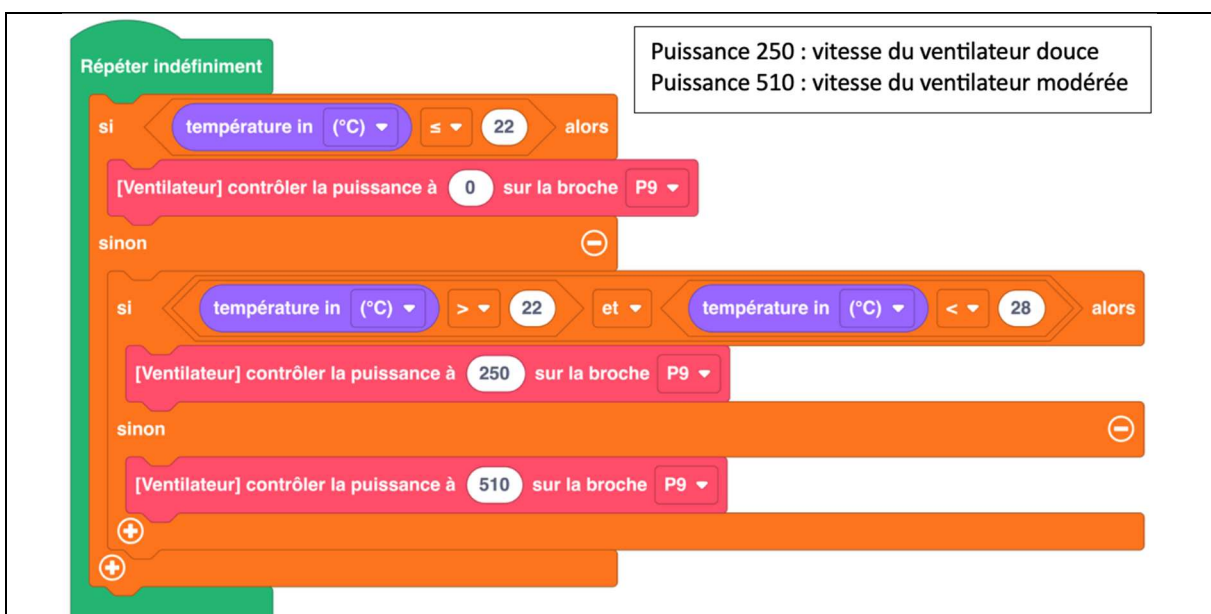 Répéter indéfiniment
Puissance 250 : vitesse du ventilateur douce
Puissance 510 : vitesse du ventilateur modérée
si température in (°C) ≤ 22 alors
[Ventilateur] contrôler la puissance à 0 sur la broche P9
sinon
si température in (°C) > 22 et température in (°C) < 28 alors
[Ventilateur] contrôler la puissance à 250 sur la broche P9
sinon
[Ventilateur] contrôler la puissance à 510 sur la broche P9